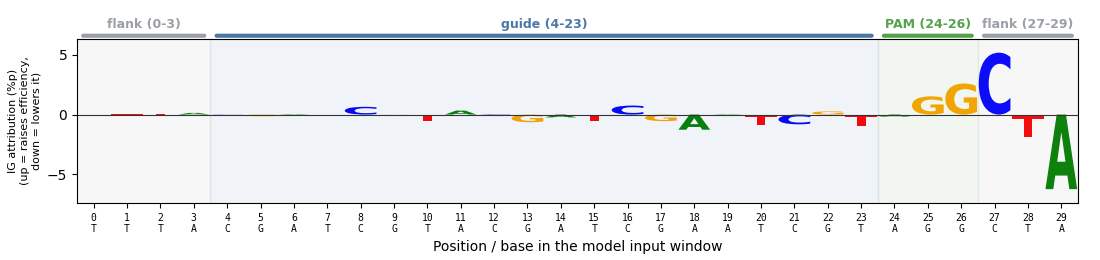 flank (0-3) guide (4-23) PAM (24-26) flank (27-29)
IG attribution (%p)
(up = raises efficiency,
down = lowers it)
5
0
−5
T T A C A C G A C G A T C G A T C G G C T A
0 1 2 3 4 5 6 7 8 9 10 11 12 13 14 15 16 17 18 19 20 21 22 23 24 25 26 27 28 29
T T T A C G A T C G T A C G A T C G A A T C G T A G G C T A
Position / base in the model input window